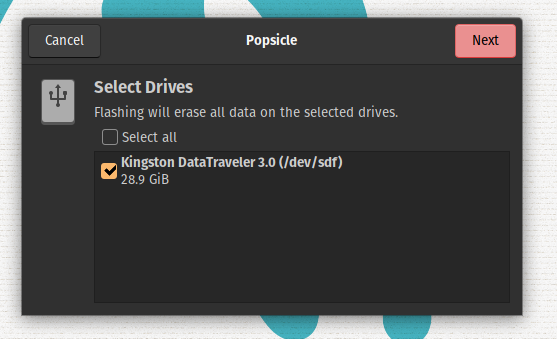 Cancel
Popsicle
Next
Select Drives
Flashing will erase all data on the selected drives.
Select all
Kingston DataTraveler 3.0 (/dev/sdf)
28.9 GiB